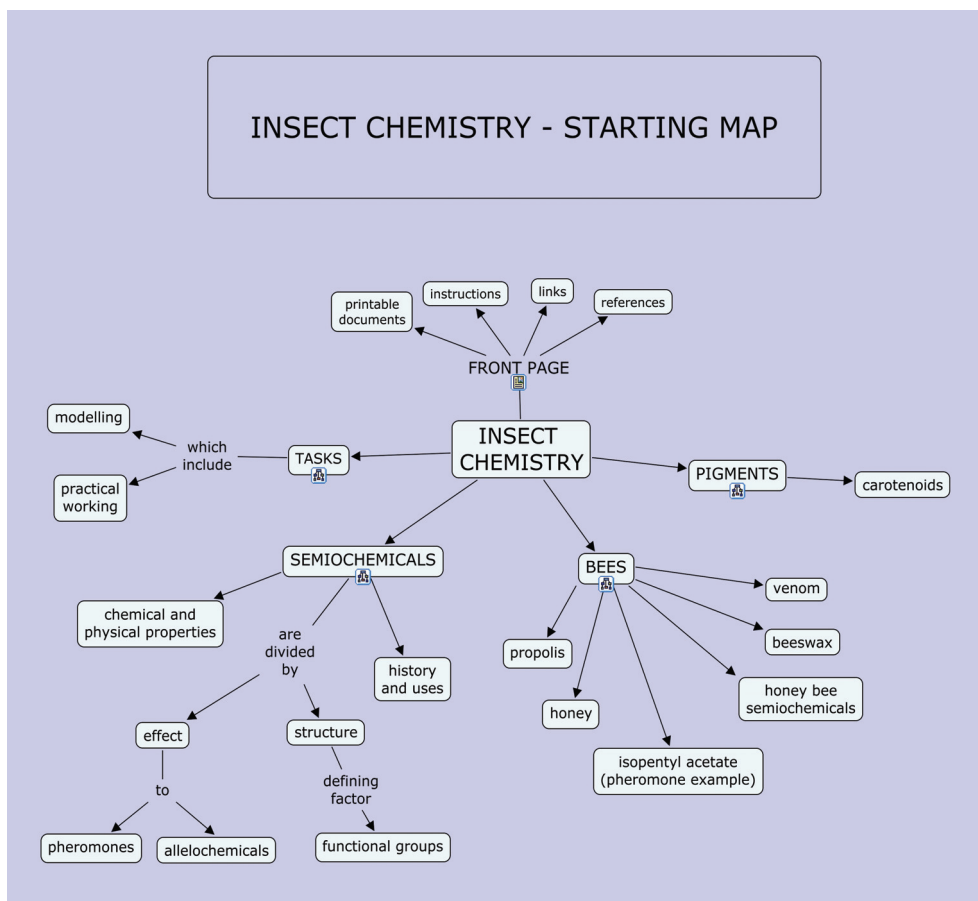 INSECT CHEMISTRY - STARTING MAP
printable
documents
instructions
links
references
FRONT PAGE
INSECT
CHEMISTRY
modelling
which
include
TASKS
practical
working
PIGMENTS
carotenoids
SEMIOCHEMICALS
chemical and
physical properties
are
divided
by
history
and uses
effect
structure
to
defining
factor
pheromones
allelochemicals
functional groups
BEES
venom
beeswax
propolis
honey bee
semiochemicals
honey
isopentyl acetate
(pheromone example)